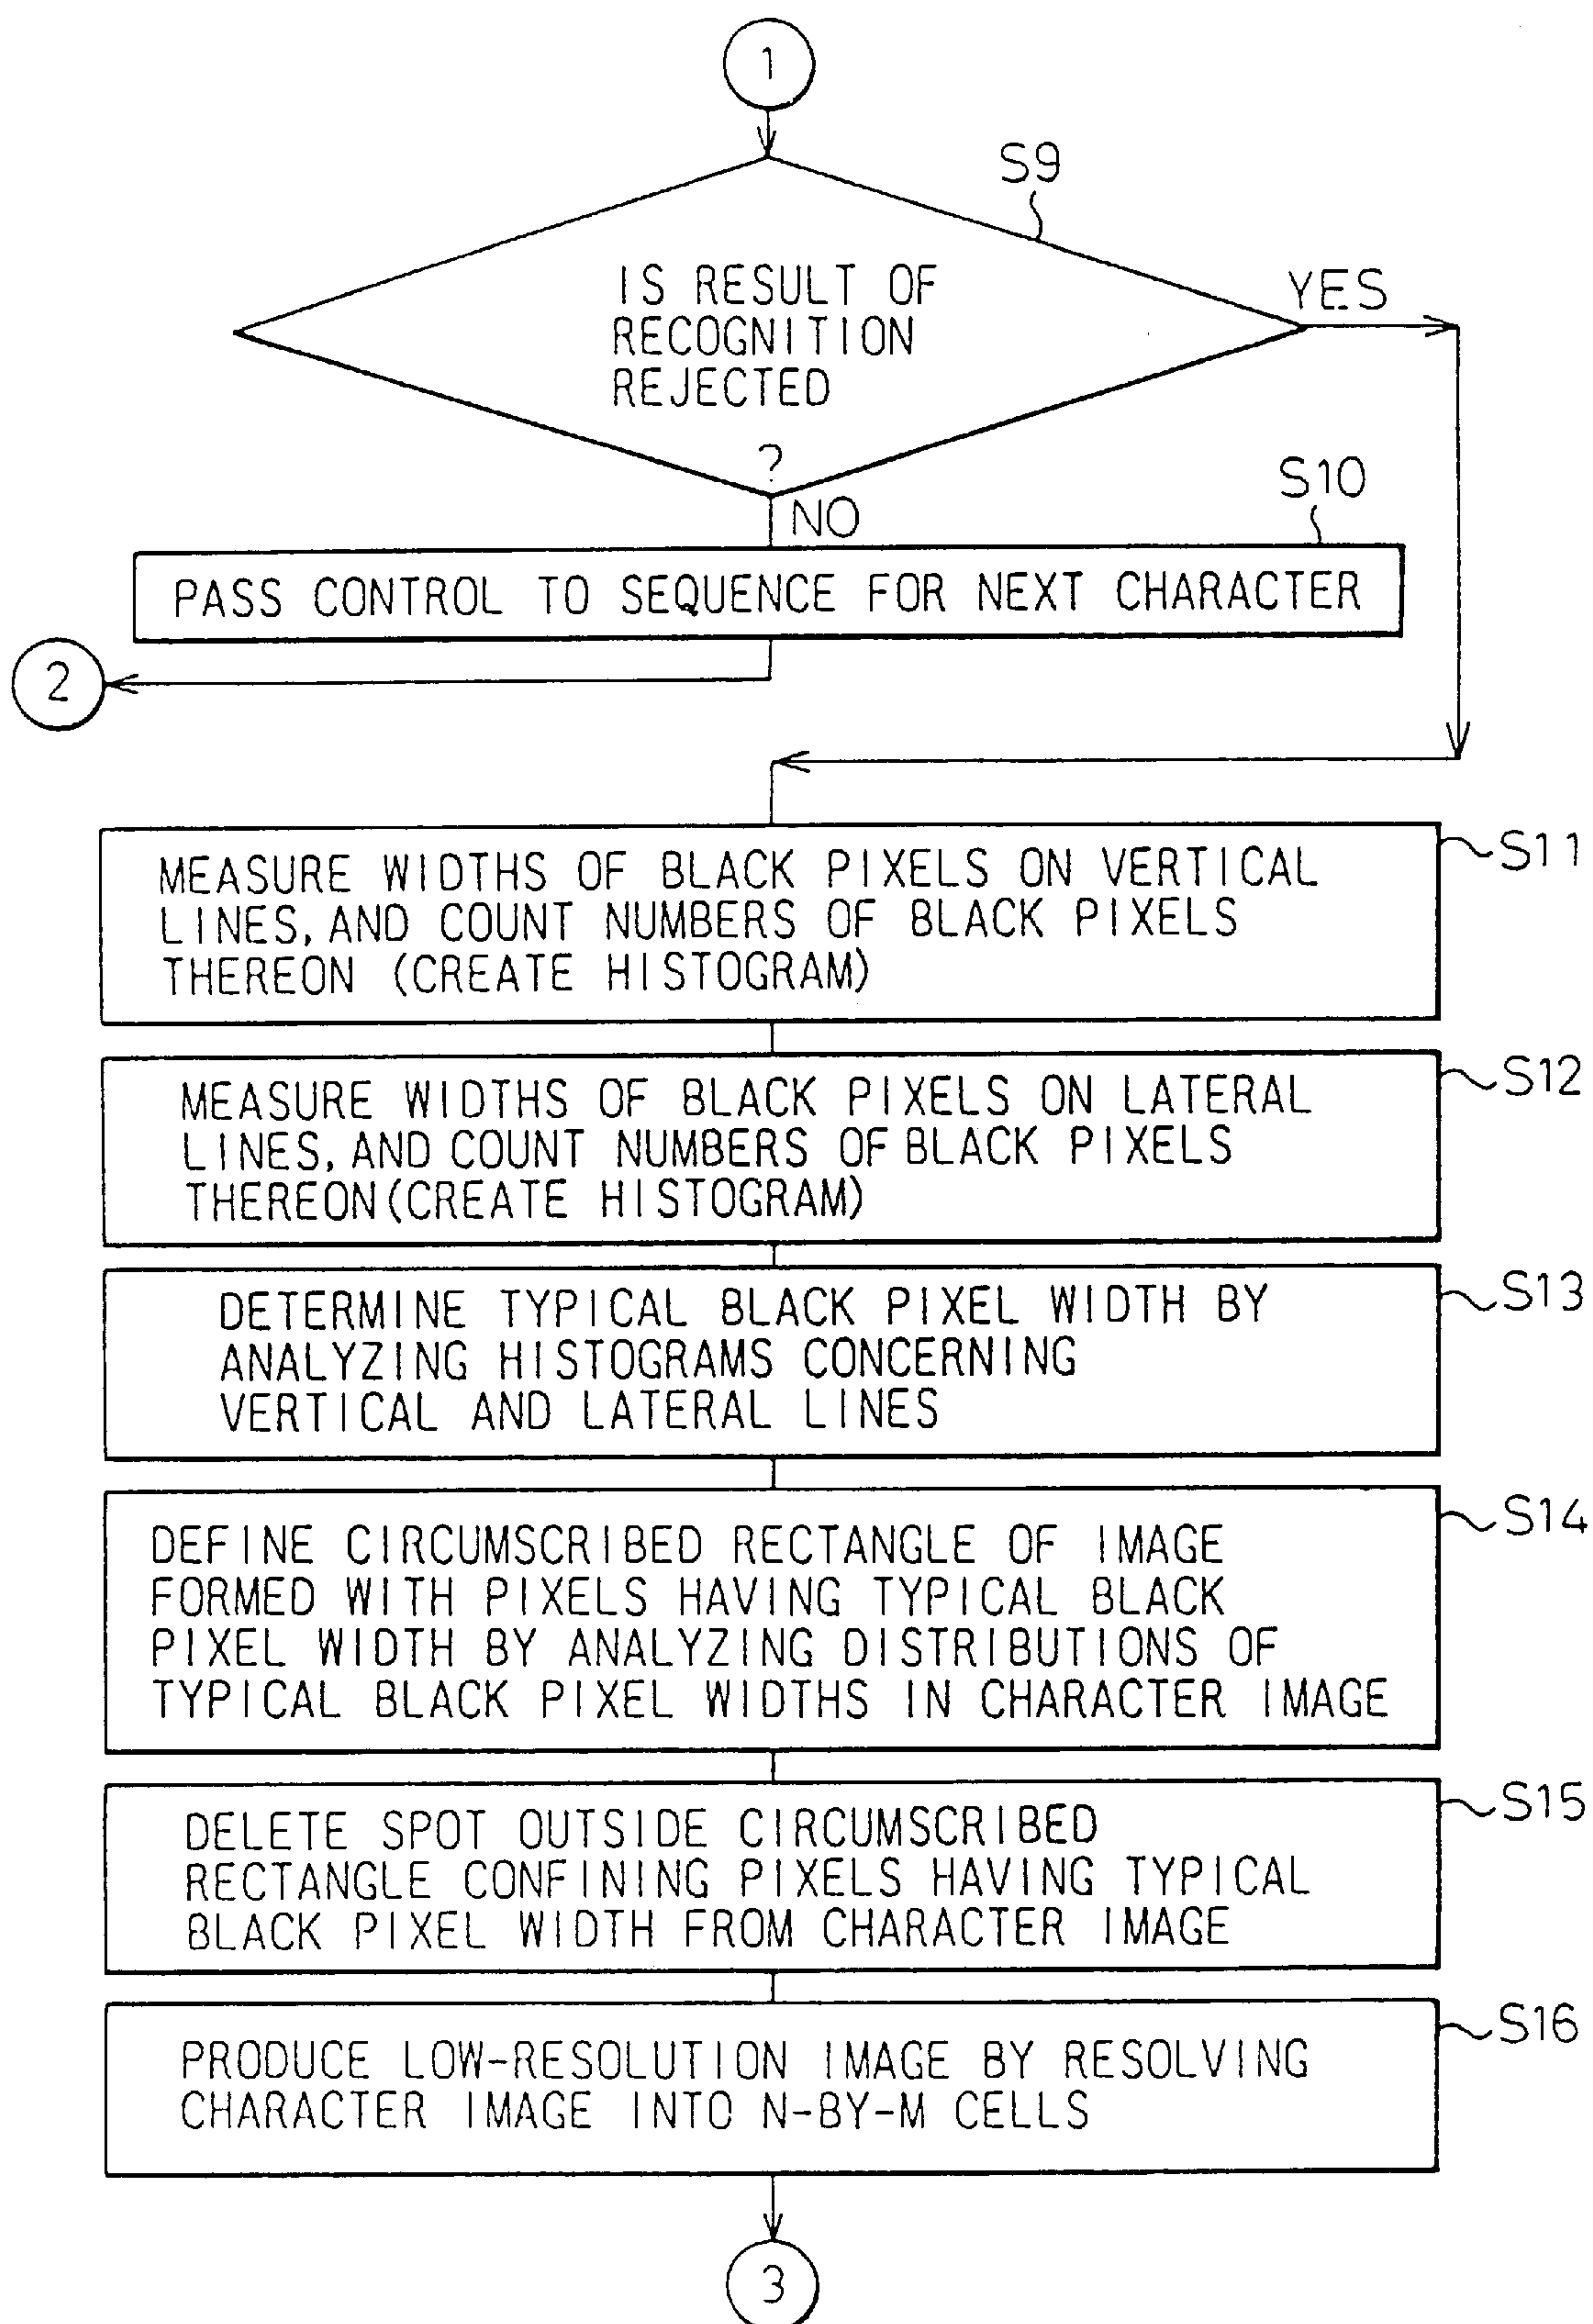 1
S9
IS RESULT OF
RECOGNITION
REJECTED
?
YES
NO
S10
PASS CONTROL TO SEQUENCE FOR NEXT CHARACTER
2
S11
MEASURE WIDTHS OF BLACK PIXELS ON VERTICAL
LINES, AND COUNT NUMBERS OF BLACK PIXELS
THEREON (CREATE HISTOGRAM)
S12
MEASURE WIDTHS OF BLACK PIXELS ON LATERAL
LINES, AND COUNT NUMBERS OF BLACK PIXELS
THEREON (CREATE HISTOGRAM)
S13
DETERMINE TYPICAL BLACK PIXEL WIDTH BY
ANALYZING HISTOGRAMS CONCERNING
VERTICAL AND LATERAL LINES
S14
DEFINE CIRCUMSCRIBED RECTANGLE OF IMAGE
FORMED WITH PIXELS HAVING TYPICAL BLACK
PIXEL WIDTH BY ANALYZING DISTRIBUTIONS OF
TYPICAL BLACK PIXEL WIDTHS IN CHARACTER IMAGE
S15
DELETE SPOT OUTSIDE CIRCUMSCRIBED
RECTANGLE CONFINING PIXELS HAVING TYPICAL
BLACK PIXEL WIDTH FROM CHARACTER IMAGE
S16
PRODUCE LOW-RESOLUTION IMAGE BY RESOLVING
CHARACTER IMAGE INTO N-BY-M CELLS
3